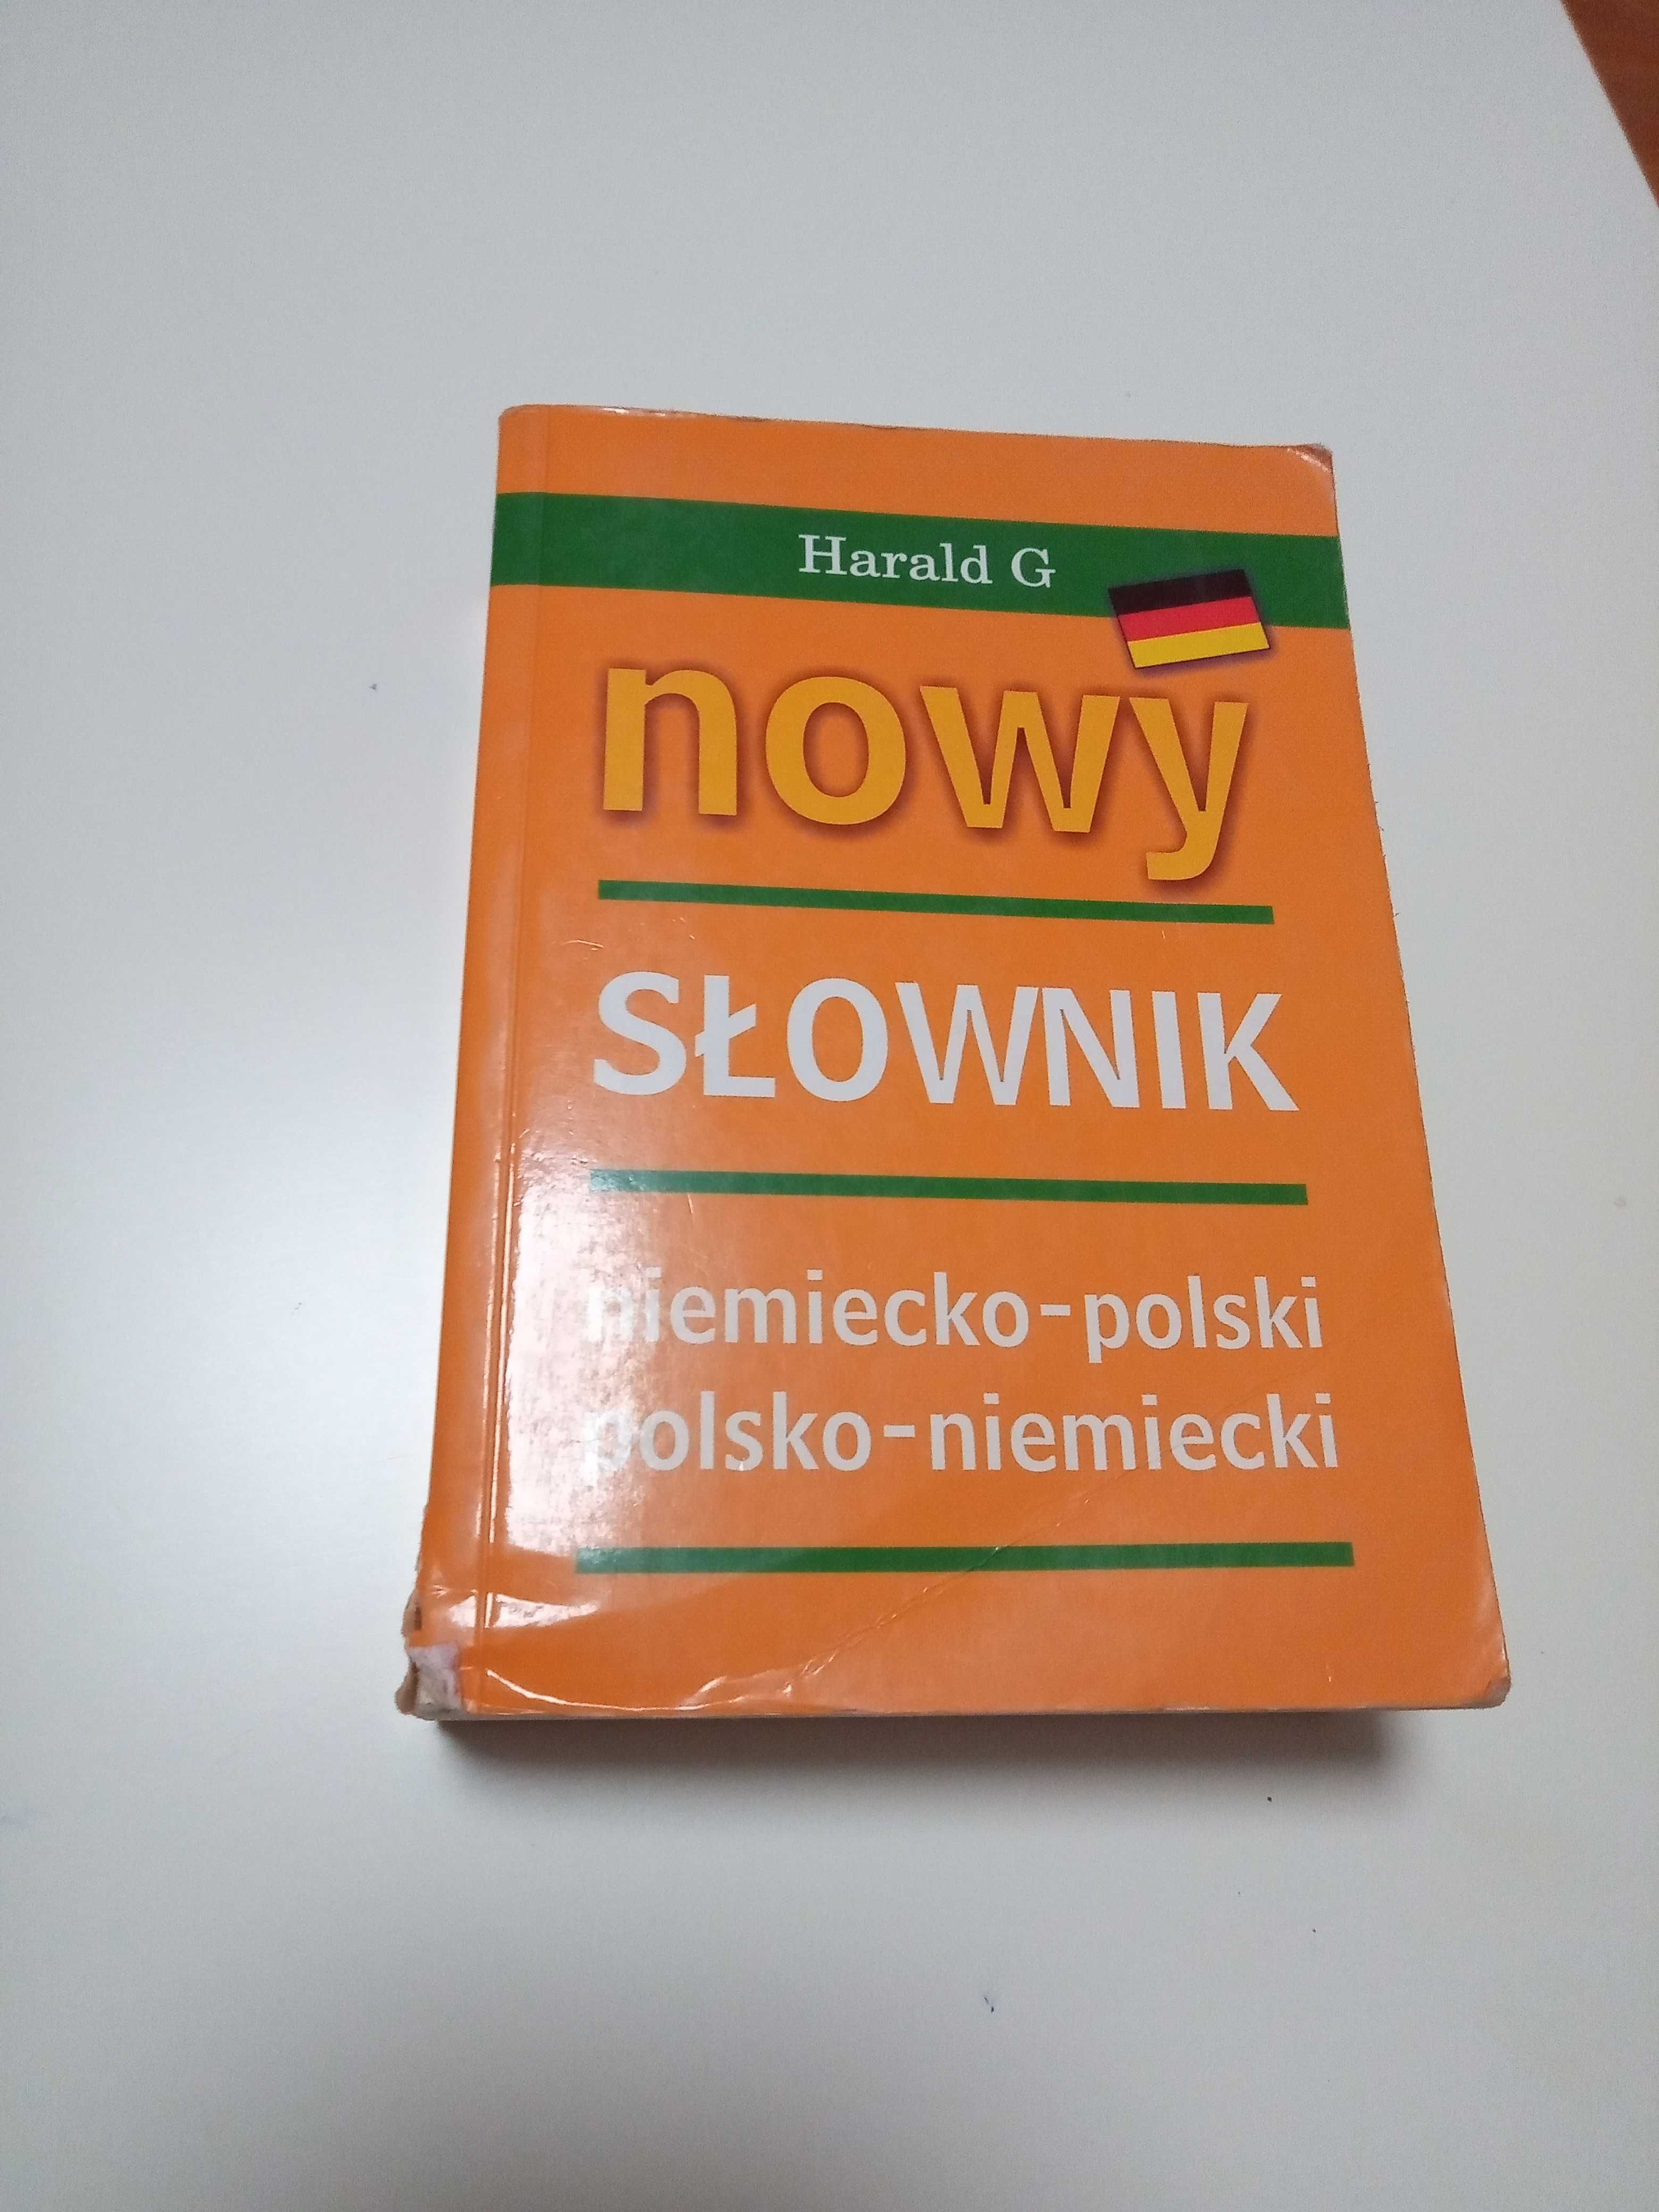 Harald G
nowy
SŁOWNIK
niemiecko-polski
polsko-niemiecki